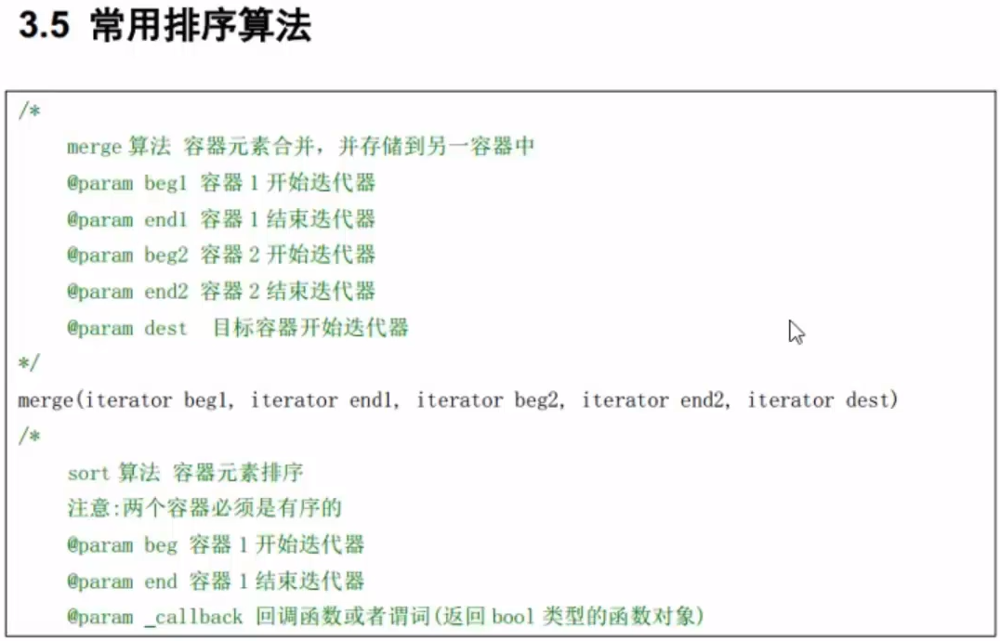 3.5 常用排序算法
/*
merge 算法 容器元素合并，并存储到另一容器中
@param beg1 容器 1 开始迭代器
@param end1 容器 1 结束迭代器
@param beg2 容器 2 开始迭代器
@param end2 容器 2 结束迭代器
@param dest  目标容器开始迭代器
*/
merge(iterator beg1, iterator end1, iterator beg2, iterator end2, iterator dest)
/*
sort 算法 容器元素排序
注意:两个容器必须是有序的
@param beg 容器 1 开始迭代器
@param end 容器 1 结束迭代器
@param _callback 回调函数或者谓词(返回 bool 类型的函数对象)